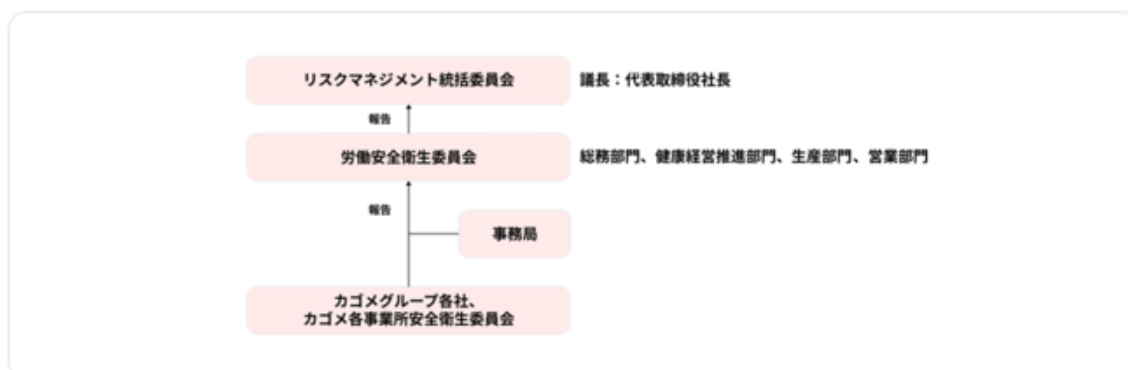 リスクマネジメント統括委員会
議長：代表取締役社長
報告
労働安全衛生委員会
総務部門、健康経営推進部門、生産部門、営業部門
報告
事務局
カゴメグループ各社、
カゴメ各事業所安全衛生委員会